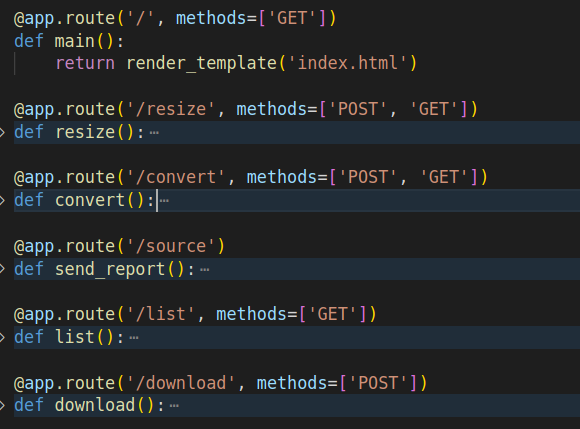 @app.route('/', methods=['GET'])
def main():
    return render_template('index.html')
@app.route('/resize', methods=['POST', 'GET'])
def resize():⋯
@app.route('/convert', methods=['POST', 'GET'])
def convert():⋯
@app.route('/source')
def send_report():⋯
@app.route('/list', methods=['GET'])
def list():⋯
@app.route('/download', methods=['POST'])
def download():⋯